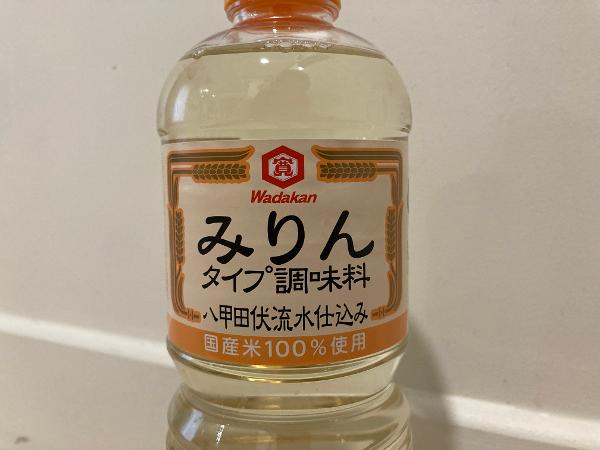 寛
Wadakan
みりん
タイプ調味料
八甲田伏流水仕込み
国産米100%使用